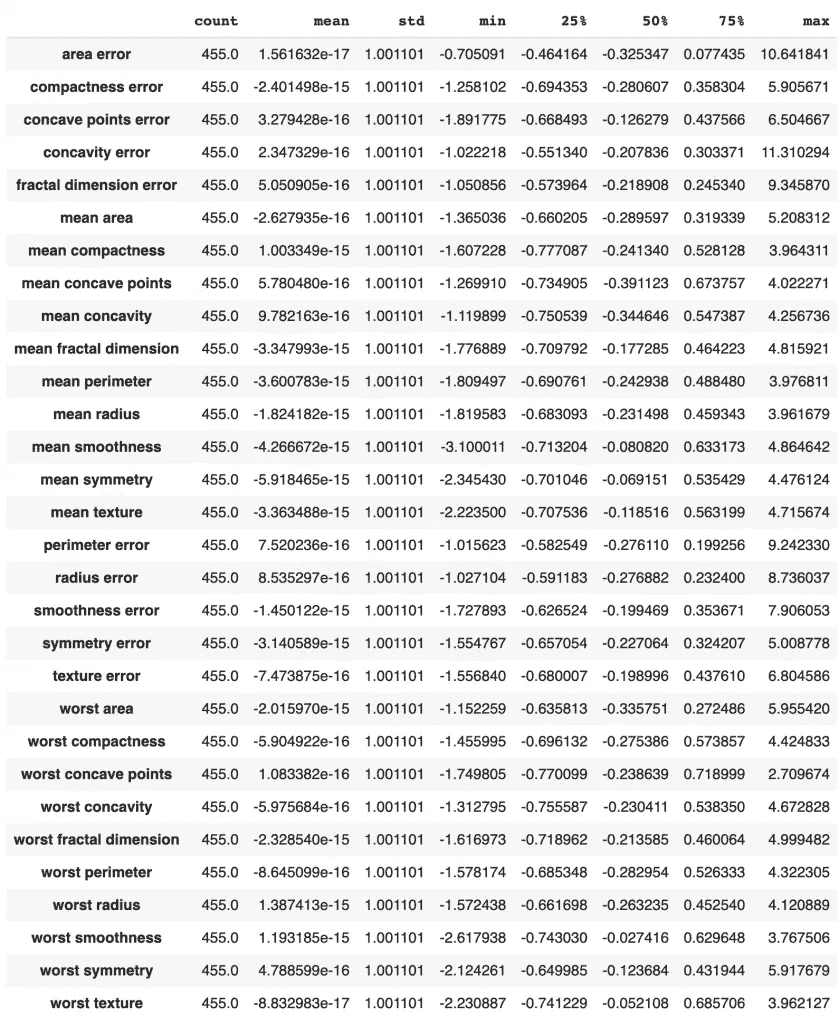 count mean std min 25% 50% 75% max
area error 455.0 1.561632e-17 1.001101 -0.705091 -0.464164 -0.325347 0.077435 10.641841
compactness error 455.0 -2.401498e-15 1.001101 -1.258102 -0.694353 -0.280607 0.358304 5.905671
concave points error 455.0 3.279428e-16 1.001101 -1.891775 -0.668493 -0.126279 0.437566 6.504667
concavity error 455.0 2.347329e-16 1.001101 -1.022218 -0.551340 -0.207836 0.303371 11.310294
fractal dimension error 455.0 5.050905e-16 1.001101 -1.050856 -0.573964 -0.218908 0.245340 9.345870
mean area 455.0 -2.627935e-16 1.001101 -1.365036 -0.660205 -0.289597 0.319339 5.208312
mean compactness 455.0 1.003349e-15 1.001101 -1.607228 -0.777087 -0.241340 0.528128 3.964311
mean concave points 455.0 5.780480e-16 1.001101 -1.269910 -0.734905 -0.391123 0.673757 4.022271
mean concavity 455.0 9.782163e-16 1.001101 -1.119899 -0.750539 -0.344646 0.547387 4.256736
mean fractal dimension 455.0 -3.347993e-15 1.001101 -1.776889 -0.709792 -0.177285 0.464223 4.815921
mean perimeter 455.0 -3.600783e-15 1.001101 -1.809497 -0.690761 -0.242938 0.488480 3.976811
mean radius 455.0 -1.824182e-15 1.001101 -1.819583 -0.683093 -0.231498 0.459343 3.961679
mean smoothness 455.0 -4.266672e-15 1.001101 -3.100011 -0.713204 -0.080820 0.633173 4.864642
mean symmetry 455.0 -5.918465e-15 1.001101 -2.345430 -0.701046 -0.069151 0.535429 4.476124
mean texture 455.0 -3.363488e-15 1.001101 -2.223500 -0.707536 -0.118516 0.563199 4.715674
perimeter error 455.0 7.520236e-16 1.001101 -1.015623 -0.582549 -0.276110 0.199256 9.242330
radius error 455.0 8.535297e-16 1.001101 -1.027104 -0.591183 -0.276882 0.232400 8.736037
smoothness error 455.0 -1.450122e-15 1.001101 -1.727893 -0.626524 -0.199469 0.353671 7.906053
symmetry error 455.0 -3.140589e-15 1.001101 -1.554767 -0.657054 -0.227064 0.324207 5.008778
texture error 455.0 -7.473875e-16 1.001101 -1.556840 -0.680007 -0.198996 0.437610 6.804586
worst area 455.0 -2.015970e-15 1.001101 -1.152259 -0.635813 -0.335751 0.272486 5.955420
worst compactness 455.0 -5.904922e-16 1.001101 -1.455995 -0.696132 -0.275386 0.573857 4.424833
worst concave points 455.0 1.083382e-16 1.001101 -1.749805 -0.770099 -0.238639 0.718999 2.709674
worst concavity 455.0 -5.975684e-16 1.001101 -1.312795 -0.755587 -0.230411 0.538350 4.672828
worst fractal dimension 455.0 -2.328540e-15 1.001101 -1.616973 -0.718962 -0.213585 0.460064 4.999482
worst perimeter 455.0 -8.645099e-16 1.001101 -1.578174 -0.685348 -0.282954 0.526333 4.322305
worst radius 455.0 1.387413e-15 1.001101 -1.572438 -0.661698 -0.263235 0.452540 4.120889
worst smoothness 455.0 1.193185e-15 1.001101 -2.617938 -0.743030 -0.027416 0.629648 3.767506
worst symmetry 455.0 4.788599e-16 1.001101 -2.124261 -0.649985 -0.123684 0.431944 5.917679
worst texture 455.0 -8.832983e-17 1.001101 -2.230887 -0.741229 -0.052108 0.685706 3.962127